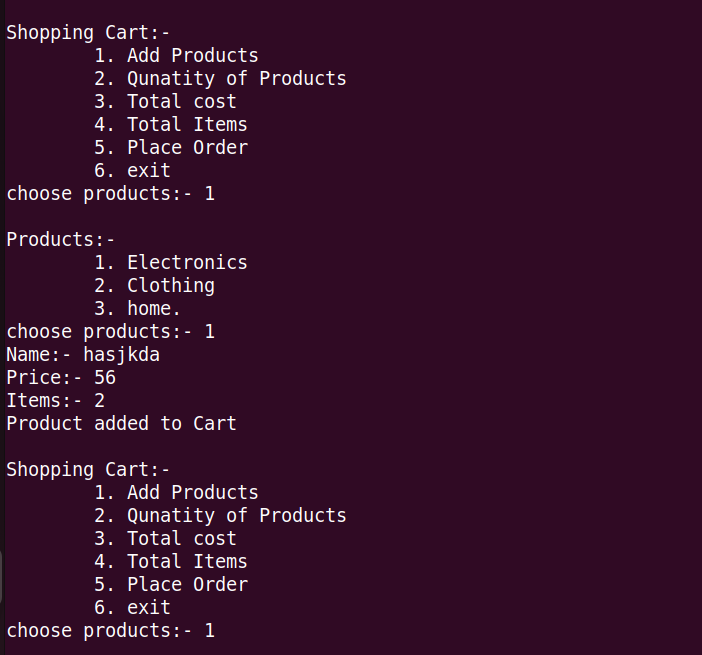 Shopping Cart:-
1. Add Products
2. Qunatity of Products
3. Total cost
4. Total Items
5. Place Order
6. exit
choose products:- 1
Products:-
1. Electronics
2. Clothing
3. home.
choose products:- 1
Name:- hasjkda
Price:- 56
Items:- 2
Product added to Cart
Shopping Cart:-
1. Add Products
2. Qunatity of Products
3. Total cost
4. Total Items
5. Place Order
6. exit
choose products:- 1